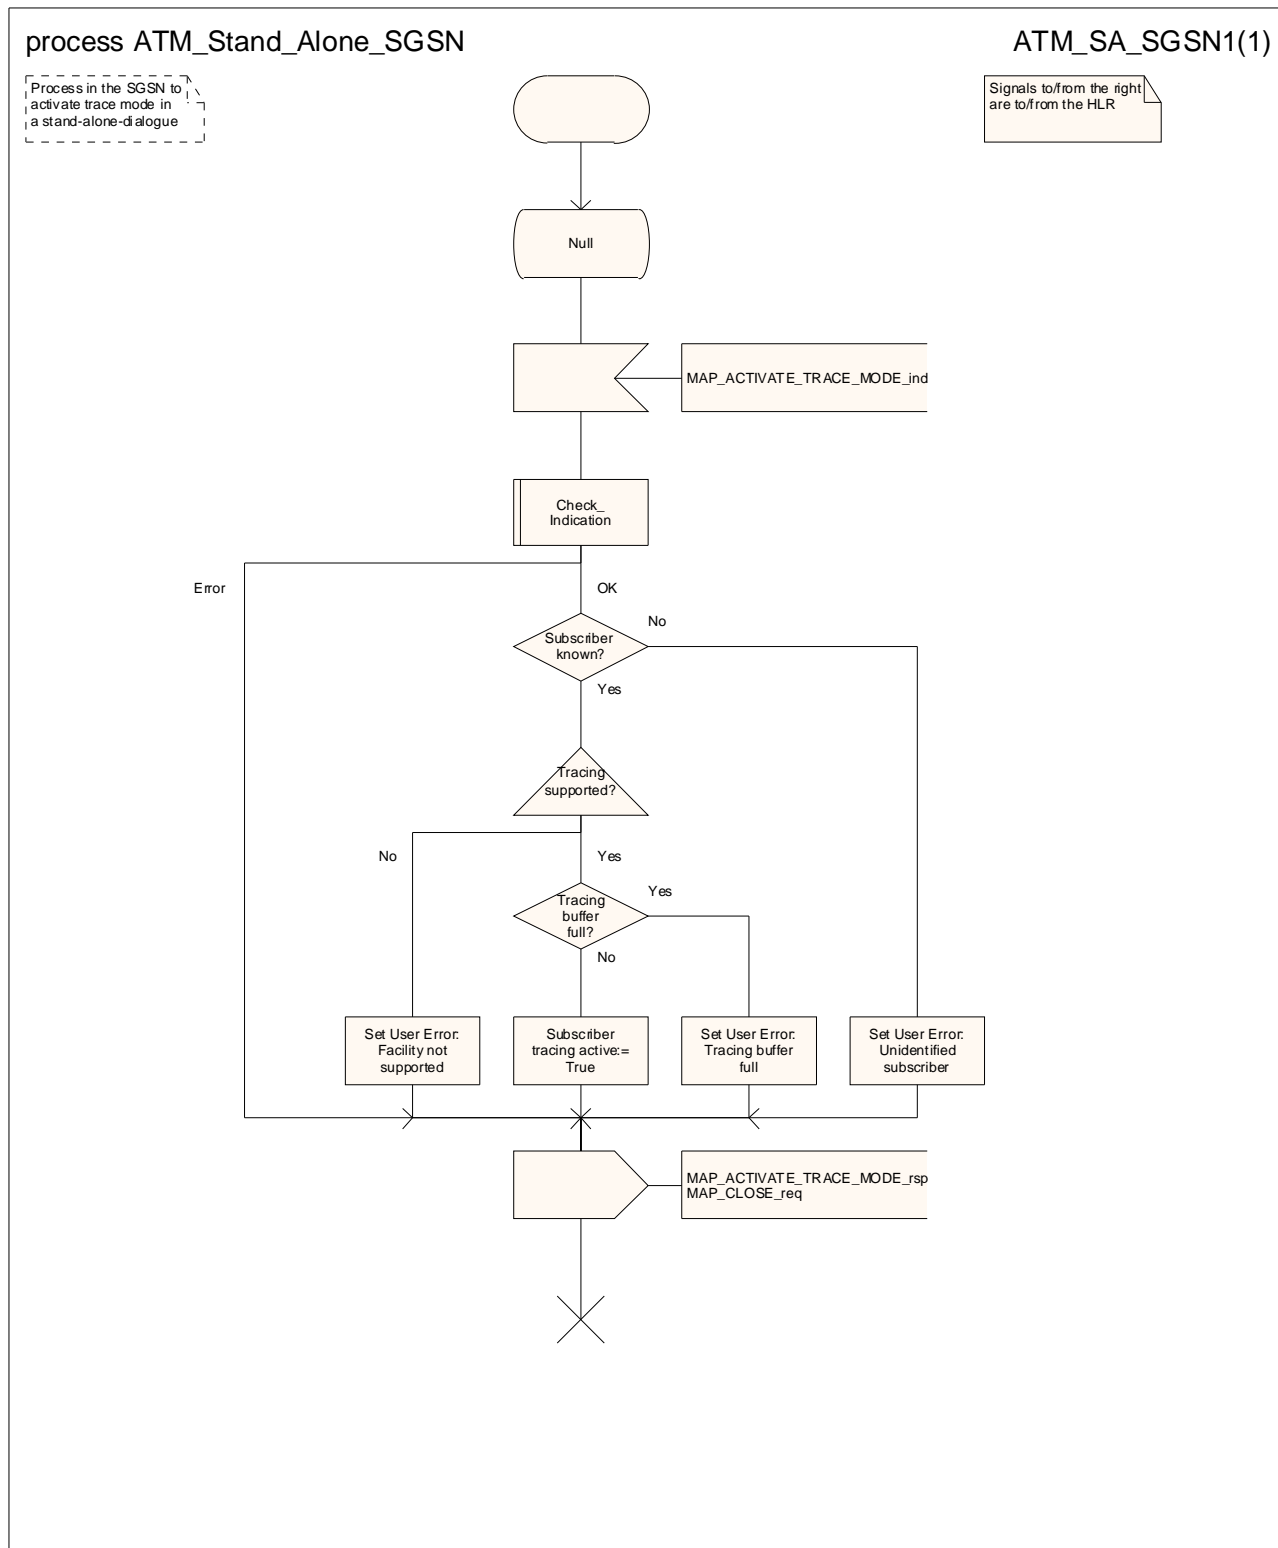 process ATM_Stand_Alone_SGSN
ATM_SA_SGSN1(1)
Process in the SGSN to
activate trace mode in
a stand-alone-dialogue
Signals to/from the right
are to/from the HLR
Null
MAP_ACTIVATE_TRACE_MODE_ind
Check_
Indication
Error
OK
Subscriber
known?
No
Yes
Tracing
supported?
No
Yes
Tracing
buffer
full?
Yes
No
Set User Error:
Facility not
supported
Subscriber
tracing active:=
True
Set User Error:
Tracing buffer
full
Set User Error:
Unidentified
subscriber
MAP_ACTIVATE_TRACE_MODE_rsp
MAP_CLOSE_req